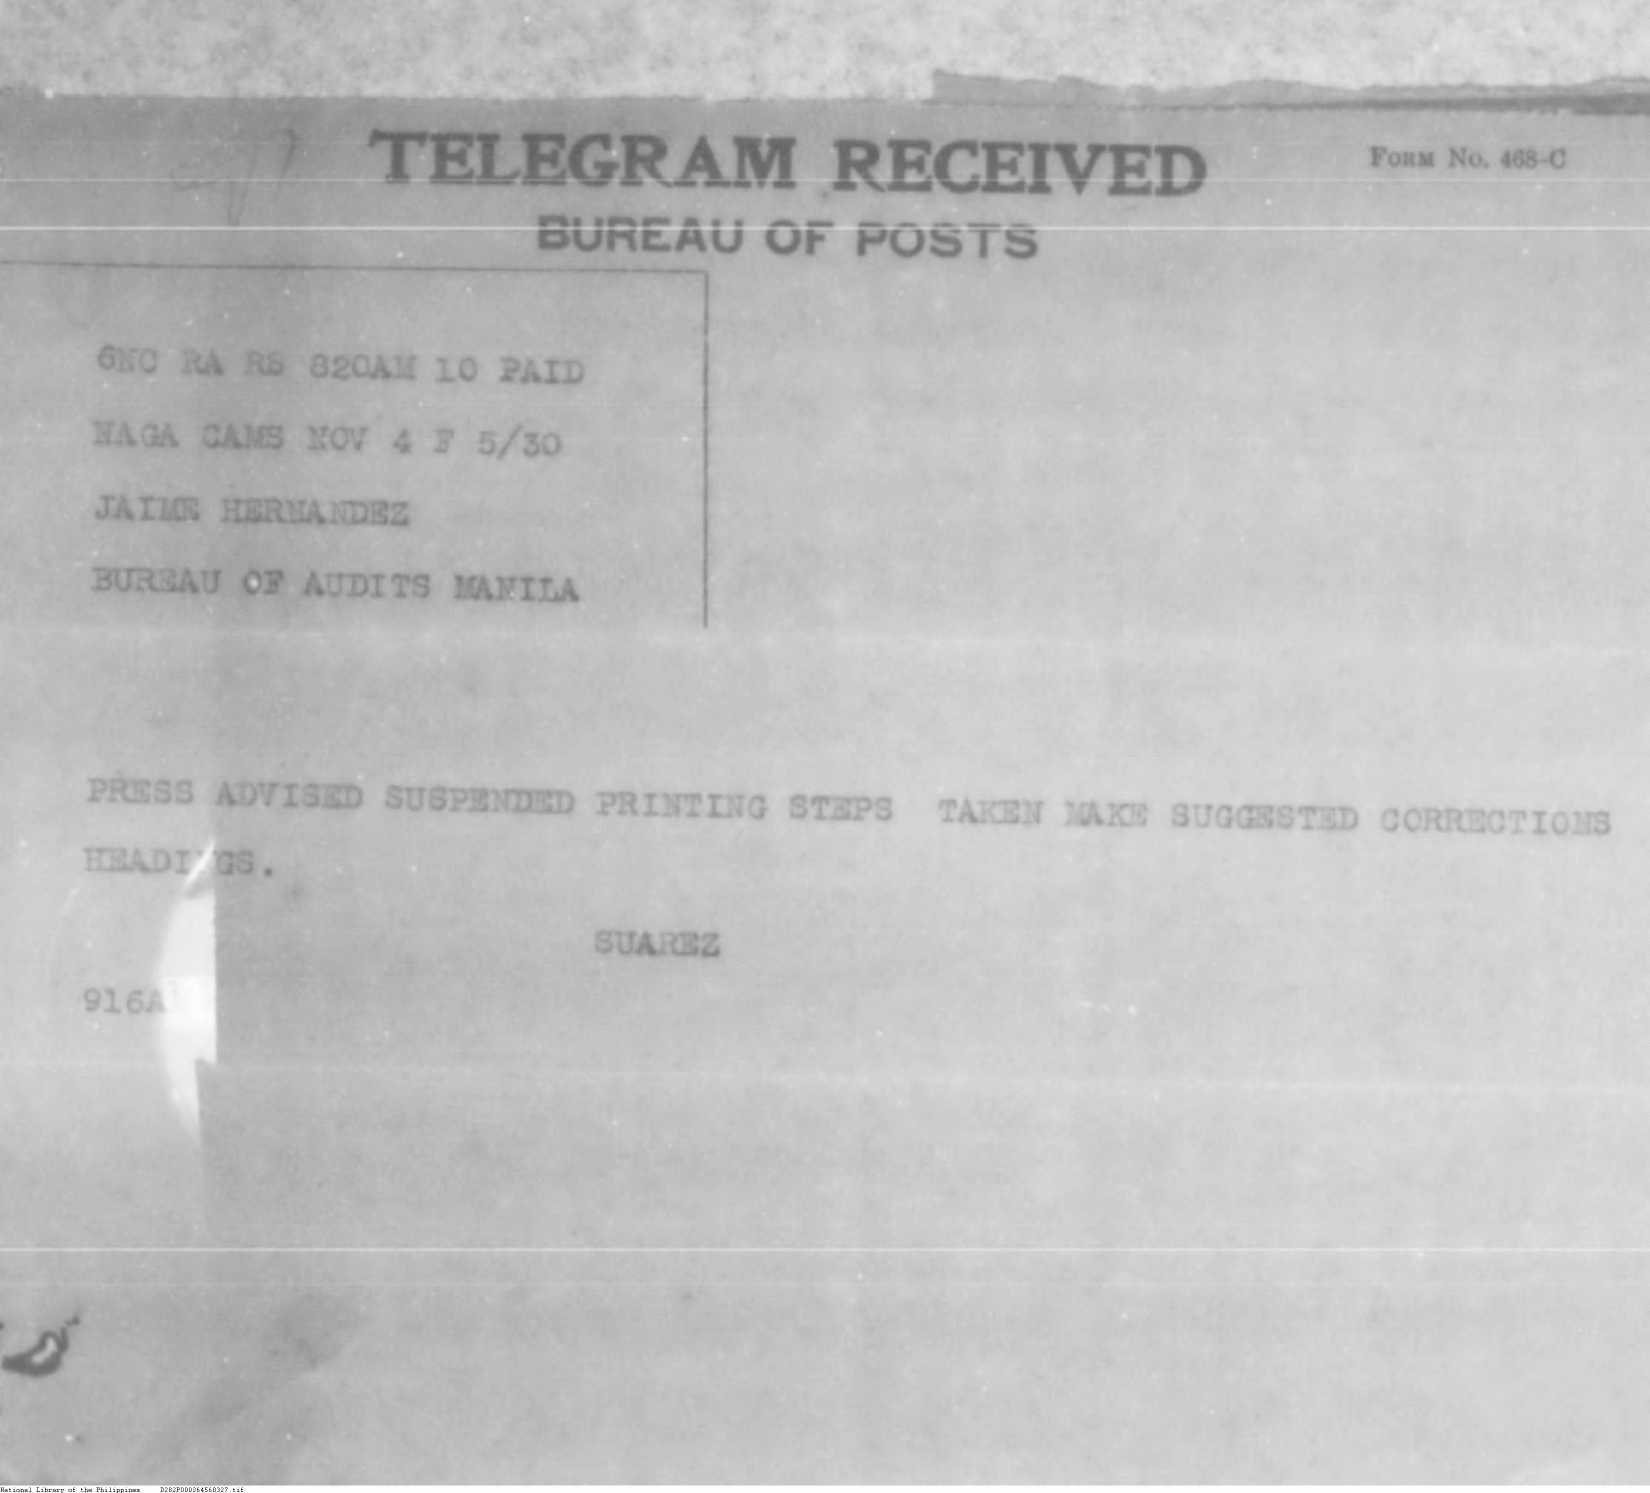 TELEGRAM RECEIVED
FORM No. 468-C
BUREAU OF POSTS
6NC RA RS 820AM 10 PAID
NAGA CAMS NOV 4 F 5/30
JAIME HERNANDEZ
BUREAU OF AUDITS MANILA
PRESS ADVISED SUSPENDED PRINTING STEPS TAKEN MAKE SUGGESTED CORRECTIONS
HEADINGS.
SUAREZ
916A
National Library of the Philippines D282P000264560327.tif